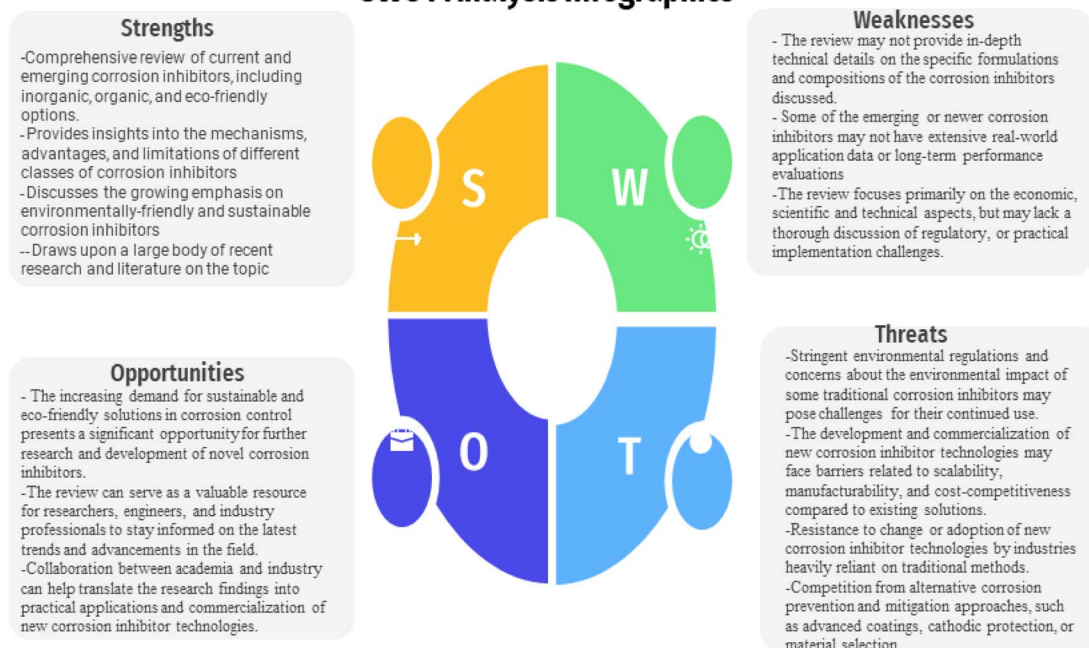 SWOT Analysis Infographics
Strengths
-Comprehensive review of current and
emerging corrosion inhibitors, including
inorganic, organic, and eco-friendly
options.
-Provides insights into the mechanisms,
advantages, and limitations of different
classes of corrosion inhibitors
-Discusses the growing emphasis on
environmentally-friendly and sustainable
corrosion inhibitors
--Draws upon a large body of recent
research and literature on the topic
Weaknesses
- The review may not provide in-depth
technical details on the specific formulations
and compositions of the corrosion inhibitors
discussed.
- Some of the emerging or newer corrosion
inhibitors may not have extensive real-world
application data or long-term performance
evaluations
-The review focuses primarily on the economic,
scientific and technical aspects, but may lack a
thorough discussion of regulatory, or practical
implementation challenges.
S
W
O
T
Opportunities
- The increasing demand for sustainable and
eco-friendly solutions in corrosion control
presents a significant opportunity for further
research and development of novel corrosion
inhibitors.
-The review can serve as a valuable resource
for researchers, engineers, and industry
professionals to stay informed on the latest
trends and advancements in the field.
-Collaboration between academia and industry
can help translate the research findings into
practical applications and commercialization of
new corrosion inhibitor technologies.
Threats
-Stringent environmental regulations and
concerns about the environmental impact of
some traditional corrosion inhibitors may
pose challenges for their continued use.
-The development and commercialization of
new corrosion inhibitor technologies may
face barriers related to scalability,
manufacturability, and cost-competitiveness
compared to existing solutions.
-Resistance to change or adoption of new
corrosion inhibitor technologies by industries
heavily reliant on traditional methods.
-Competition from alternative corrosion
prevention and mitigation approaches, such
as advanced coatings, cathodic protection, or
material selection